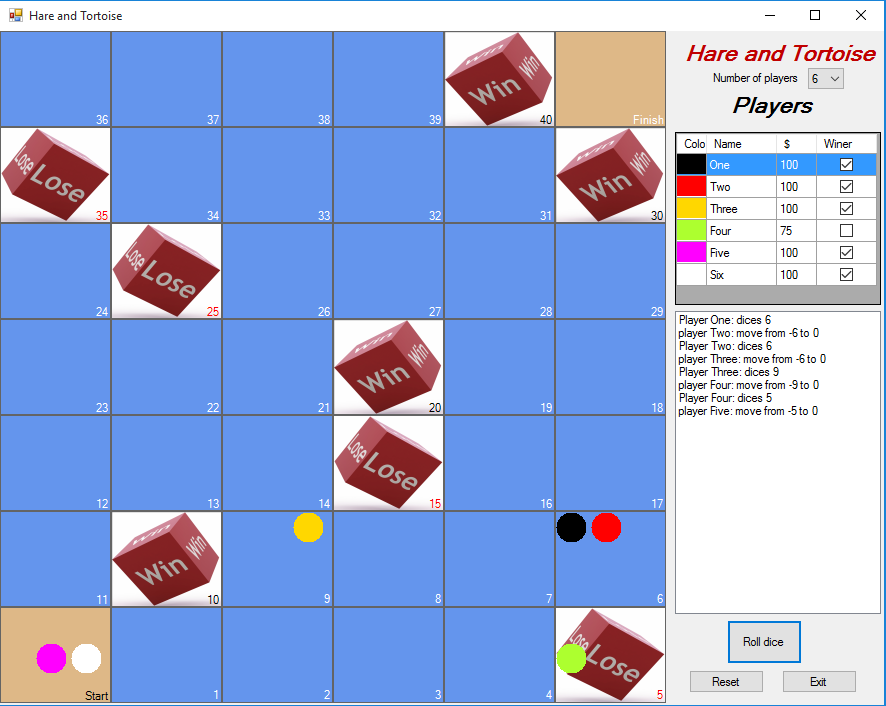 Hare and Tortoise
36 37 38 39 Win Win Win 40 Finish
Lose Lose Lose 35 34 33 32 31 Win Win Win 30
24 Lose Lose Lose 25 26 27 28 29
23 22 21 Win Win Win 20 19 18
12 13 14 Lose Lose Lose 15 16 17
11 Win Win Win 10 9 8 7 6
Start 1 2 3 4 Lose Lose 5
Hare and Tortoise
Number of players 6
Players
Colo Name $ Winer
One 100
Two 100
Three 100
Four 75
Five 100
Six 100
Player One: dices 6
player Two: move from -6 to 0
Player Two: dices 6
player Three: move from -6 to 0
Player Three: dices 9
player Four: move from -9 to 0
Player Four: dices 5
player Five: move from -5 to 0
Roll dice
Reset Exit